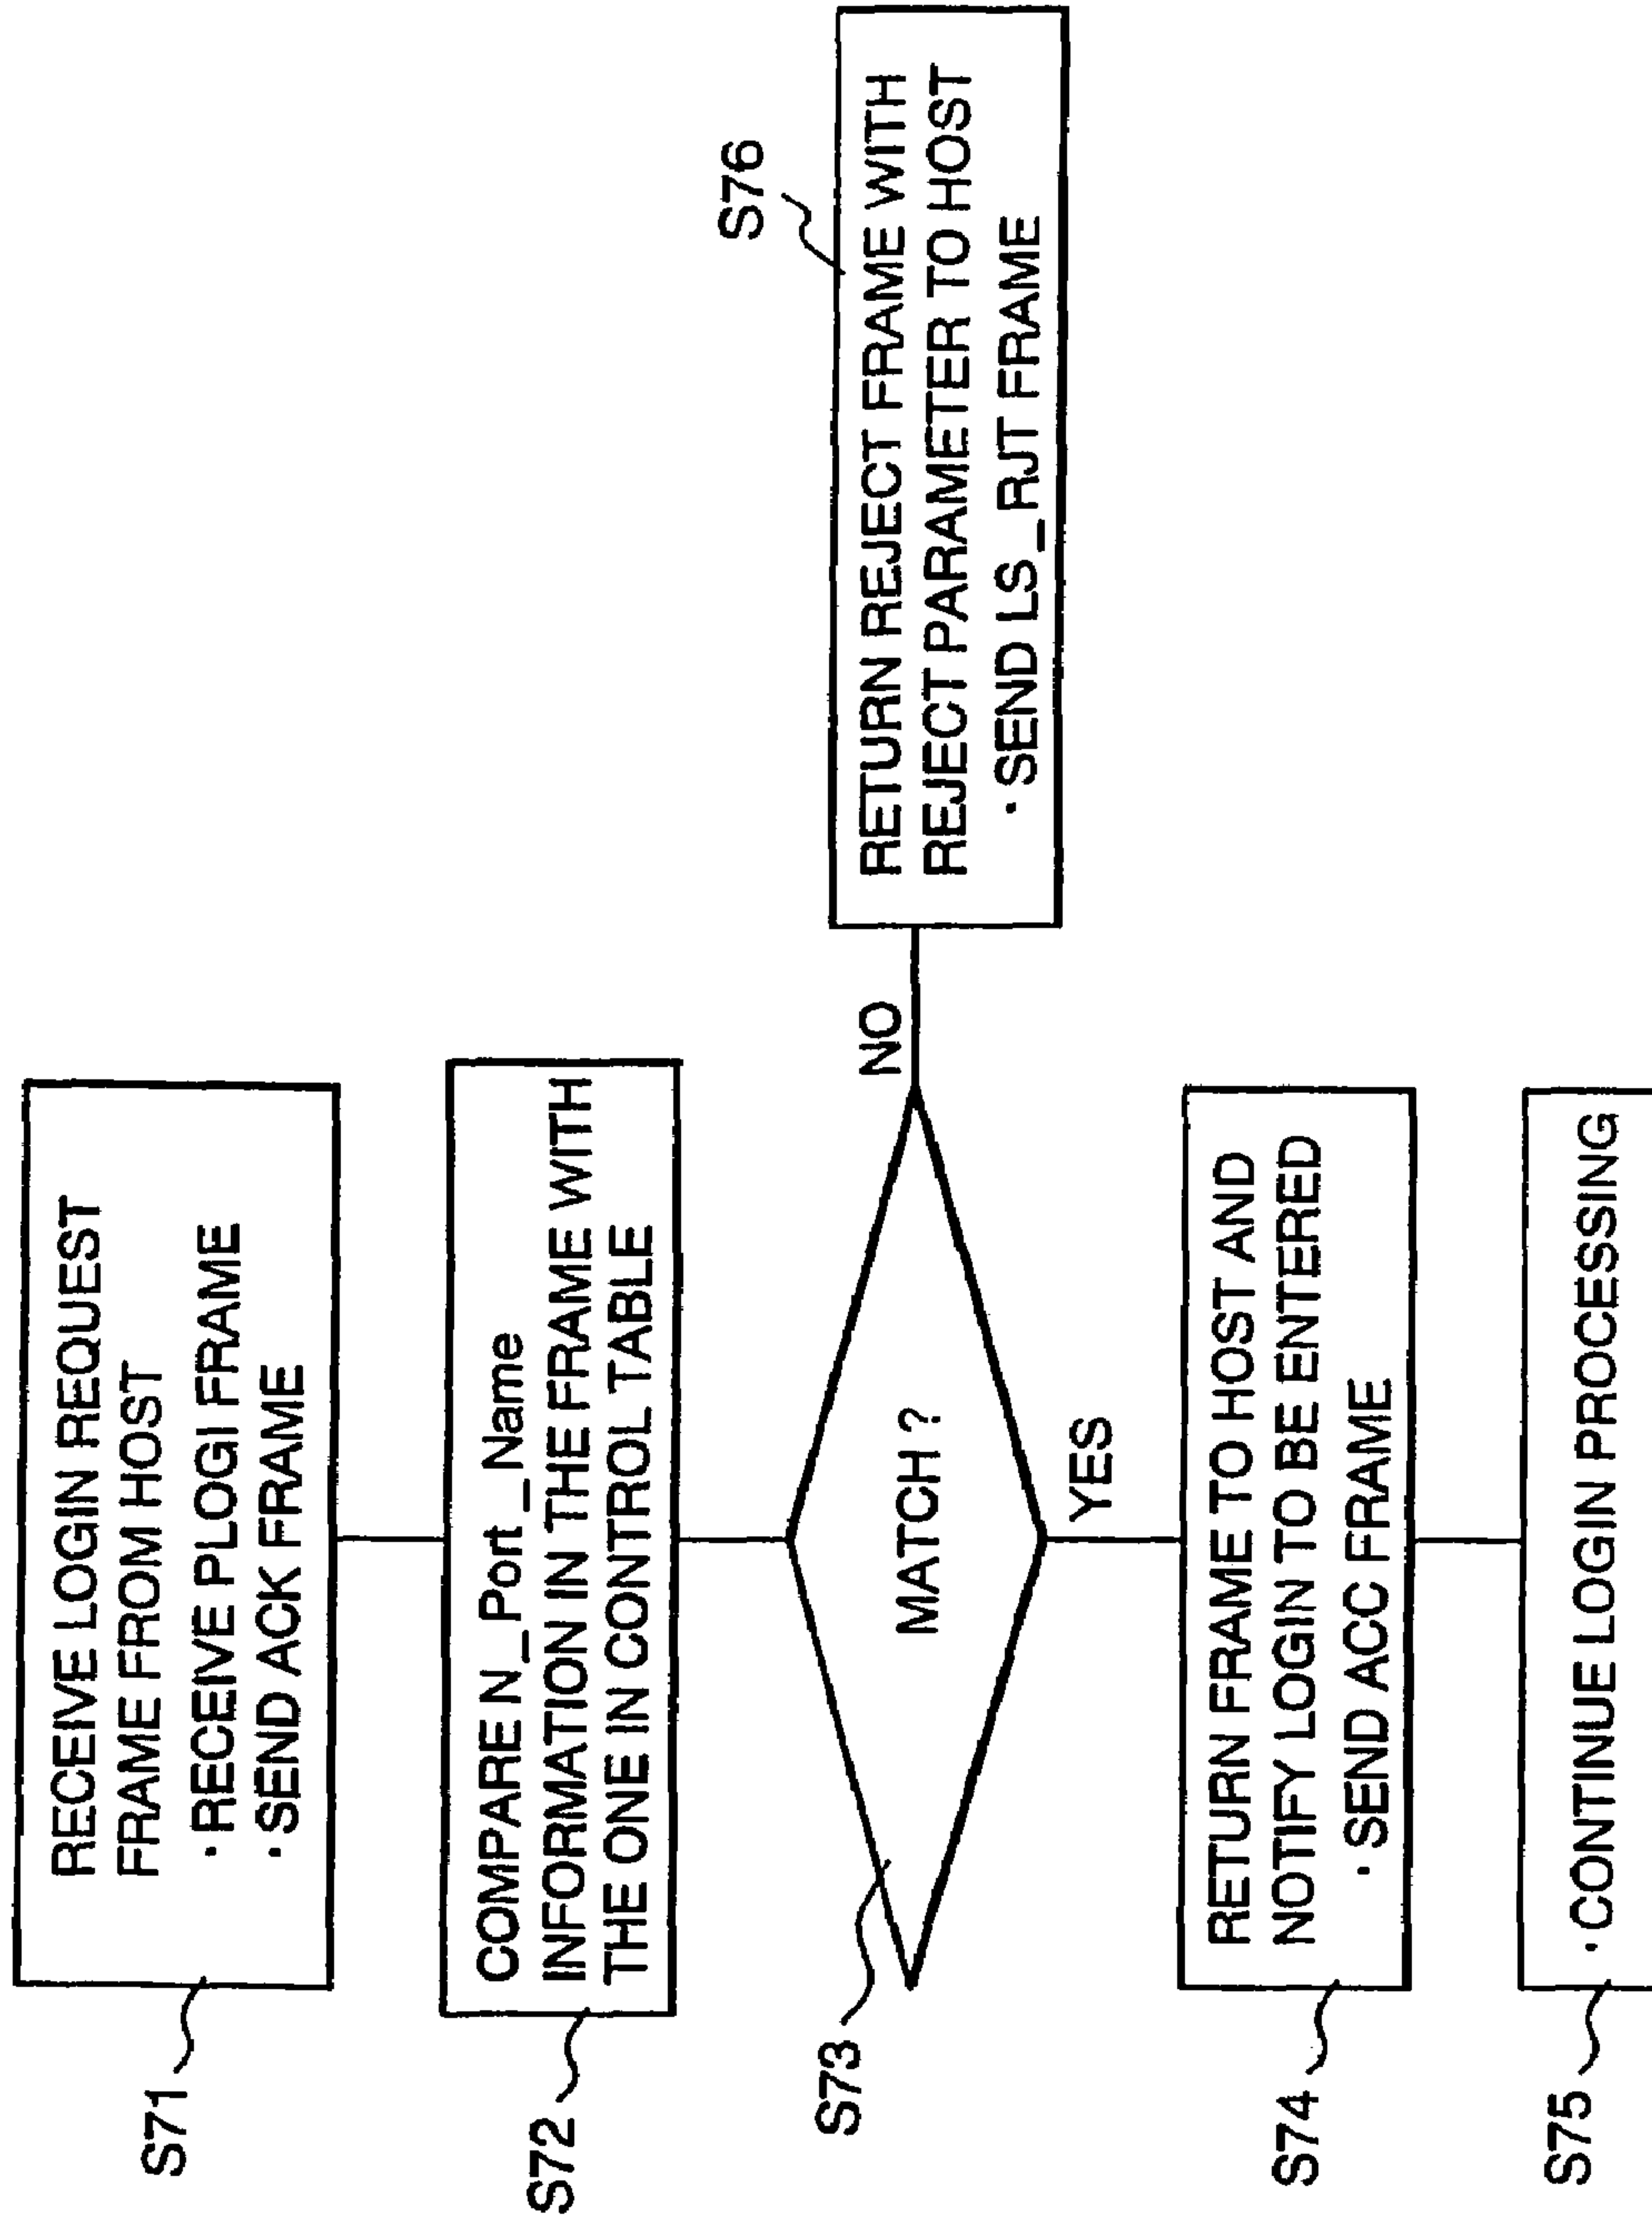 S71
RECEIVE LOGIN REQUEST
FRAME FROM HOST
· RECEIVE PLOGI FRAME
· SEND ACK FRAME
S72
COMPARE N_Port_Name
INFORMATION IN THE FRAME WITH
THE ONE IN CONTROL TABLE
S73
MATCH ?
NO
S76
RETURN REJECT FRAME WITH
REJECT PARAMETER TO HOST
· SEND LS_RJT FRAME
YES
S74
RETURN FRAME TO HOST AND
NOTIFY LOGIN TO BE ENTERED
· SEND ACC FRAME
S75
· CONTINUE LOGIN PROCESSING